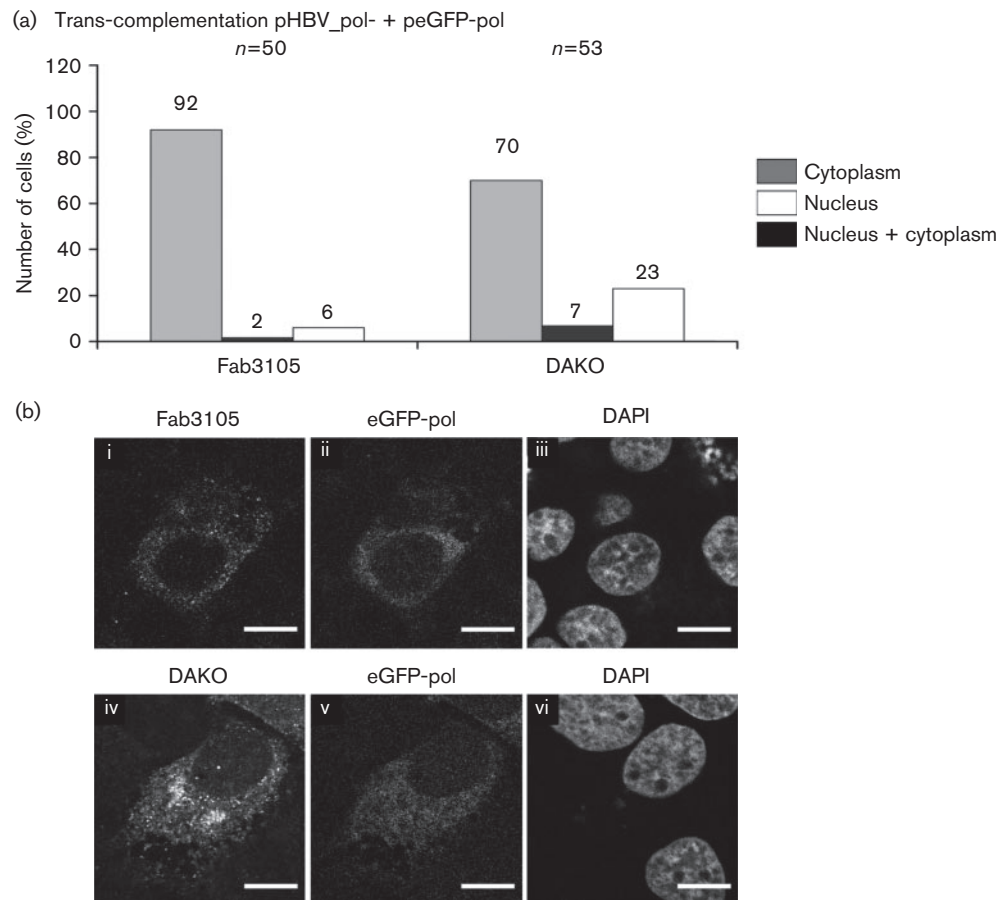 (a) Trans-complementation pHBV_pol- + peGFP-pol
n=50 n=53
120
100
80
60
40
20
0
Number of cells (%)
92
2
6
70
7
23
Fab3105 DAKO
Cytoplasm
Nucleus
Nucleus + cytoplasm
(b)
Fab3105 eGFP-pol DAPI
i ii iii
DAKO eGFP-pol DAPI
iv v vi